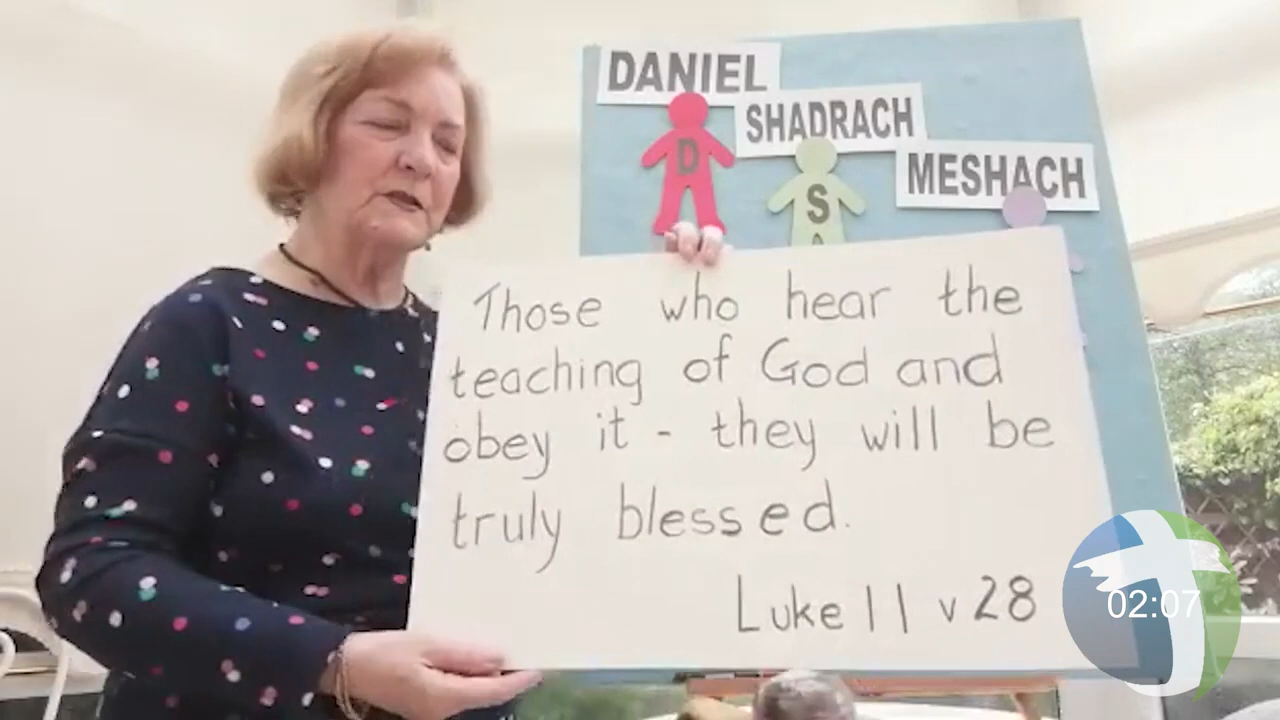 DANIEL
SHADRACH
MESHACH
D
S
Those who hear the
teaching of God and
obey it - they will be
truly blessed.
Luke 11 v 28
02:07